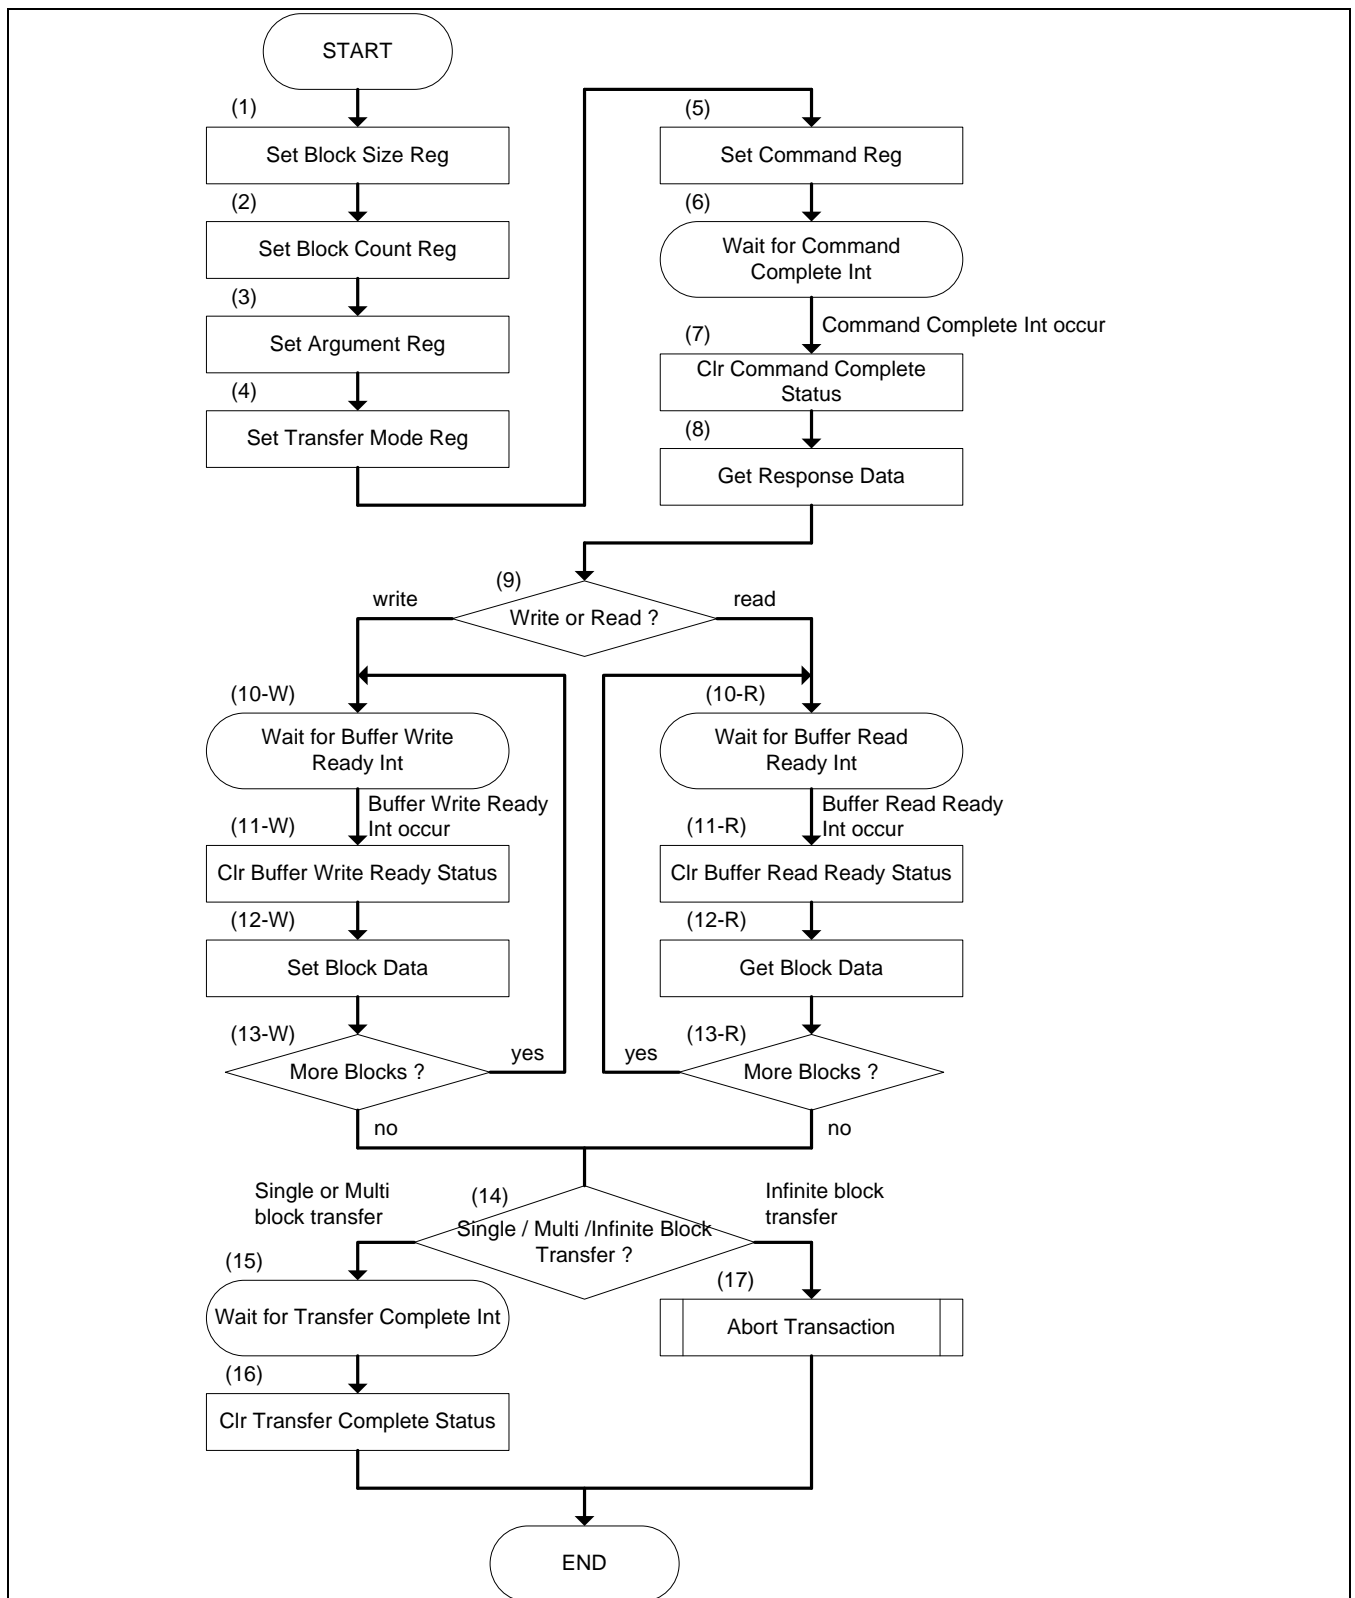 START
(1)
Set Block Size Reg
(2)
Set Block Count Reg
(3)
Set Argument Reg
(4)
Set Transfer Mode Reg
(5)
Set Command Reg
(6)
Wait for Command
Complete Int
Command Complete Int occur
(7)
Clr Command Complete
Status
(8)
Get Response Data
(9)
write
Write or Read ?
read
(10-W)
Wait for Buffer Write
Ready Int
Buffer Write Ready
Int occur
(11-W)
Clr Buffer Write Ready Status
(12-W)
Set Block Data
(13-W)
More Blocks ?
yes
no
(10-R)
Wait for Buffer Read
Ready Int
Buffer Read Ready
Int occur
(11-R)
Clr Buffer Read Ready Status
(12-R)
Get Block Data
(13-R)
yes
More Blocks ?
no
Single or Multi
block transfer
(14)
Single / Multi /Infinite Block
Transfer ?
Infinite block
transfer
(15)
Wait for Transfer Complete Int
(16)
Clr Transfer Complete Status
(17)
Abort Transaction
END